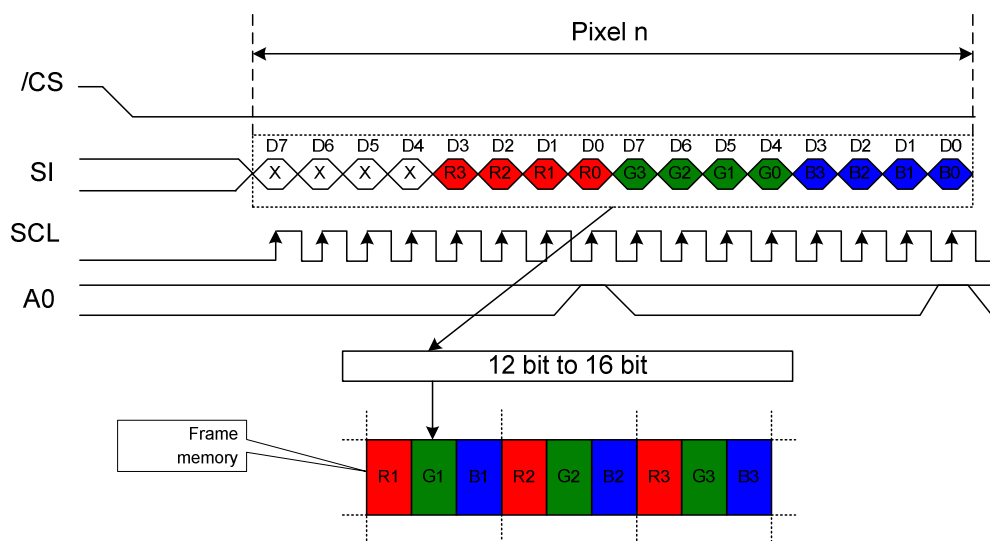 Pixel n
/CS
D7 D6 D5 D4 D3 D2 D1 D0 D7 D6 D5 D4 D3 D2 D1 D0
SI
X X X X R3 R2 R1 R0 G3 G2 G1 G0 B3 B2 B1 B0
SCL
A0
12 bit to 16 bit
Frame
memory
R1 G1 B1 R2 G2 B2 R3 G3 B3